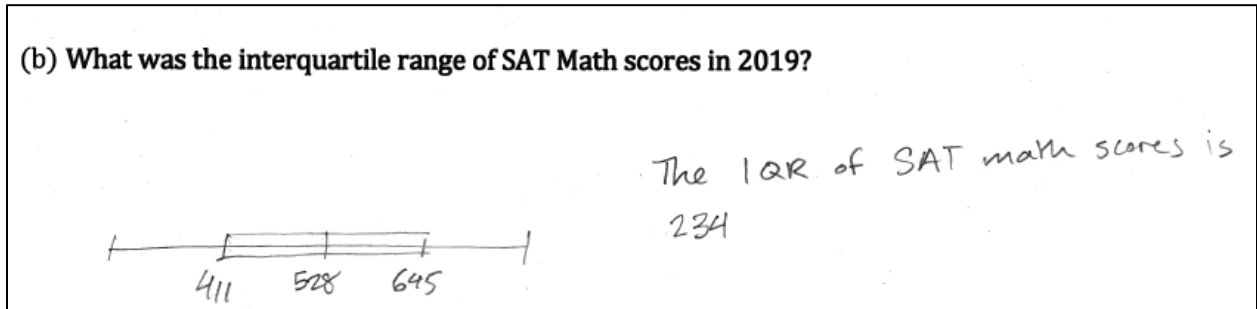 (b) What was the interquartile range of SAT Math scores in 2019?
The IQR of SAT math scores is
234
411 528 645